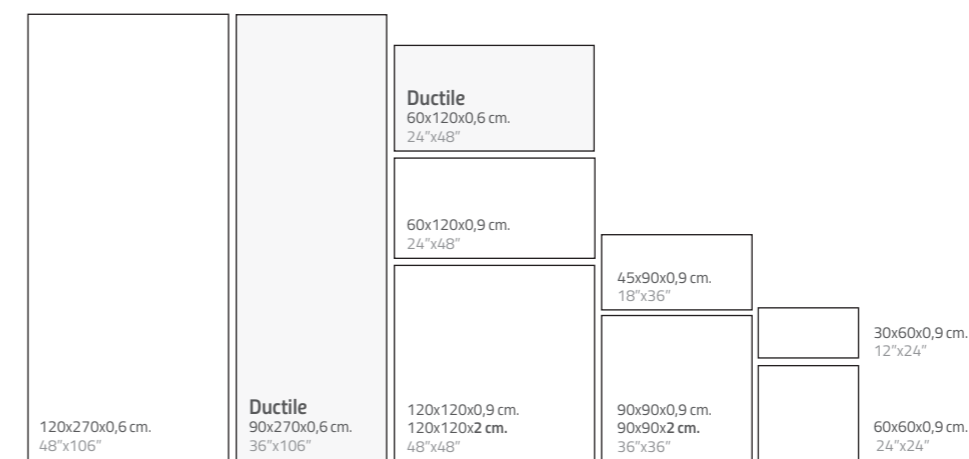 120x270x0,6 cm.
48”x106”
Ductile
90x270x0,6 cm.
36”x106”
Ductile
60x120x0,6 cm.
24”x48”
60x120x0,9 cm.
24”x48”
120x120x0,9 cm.
120x120x2 cm.
48”x48”
45x90x0,9 cm.
18”x36”
90x90x0,9 cm.
90x90x2 cm.
36”x36”
30x60x0,9 cm.
12”x24”
60x60x0,9 cm.
24”x24”